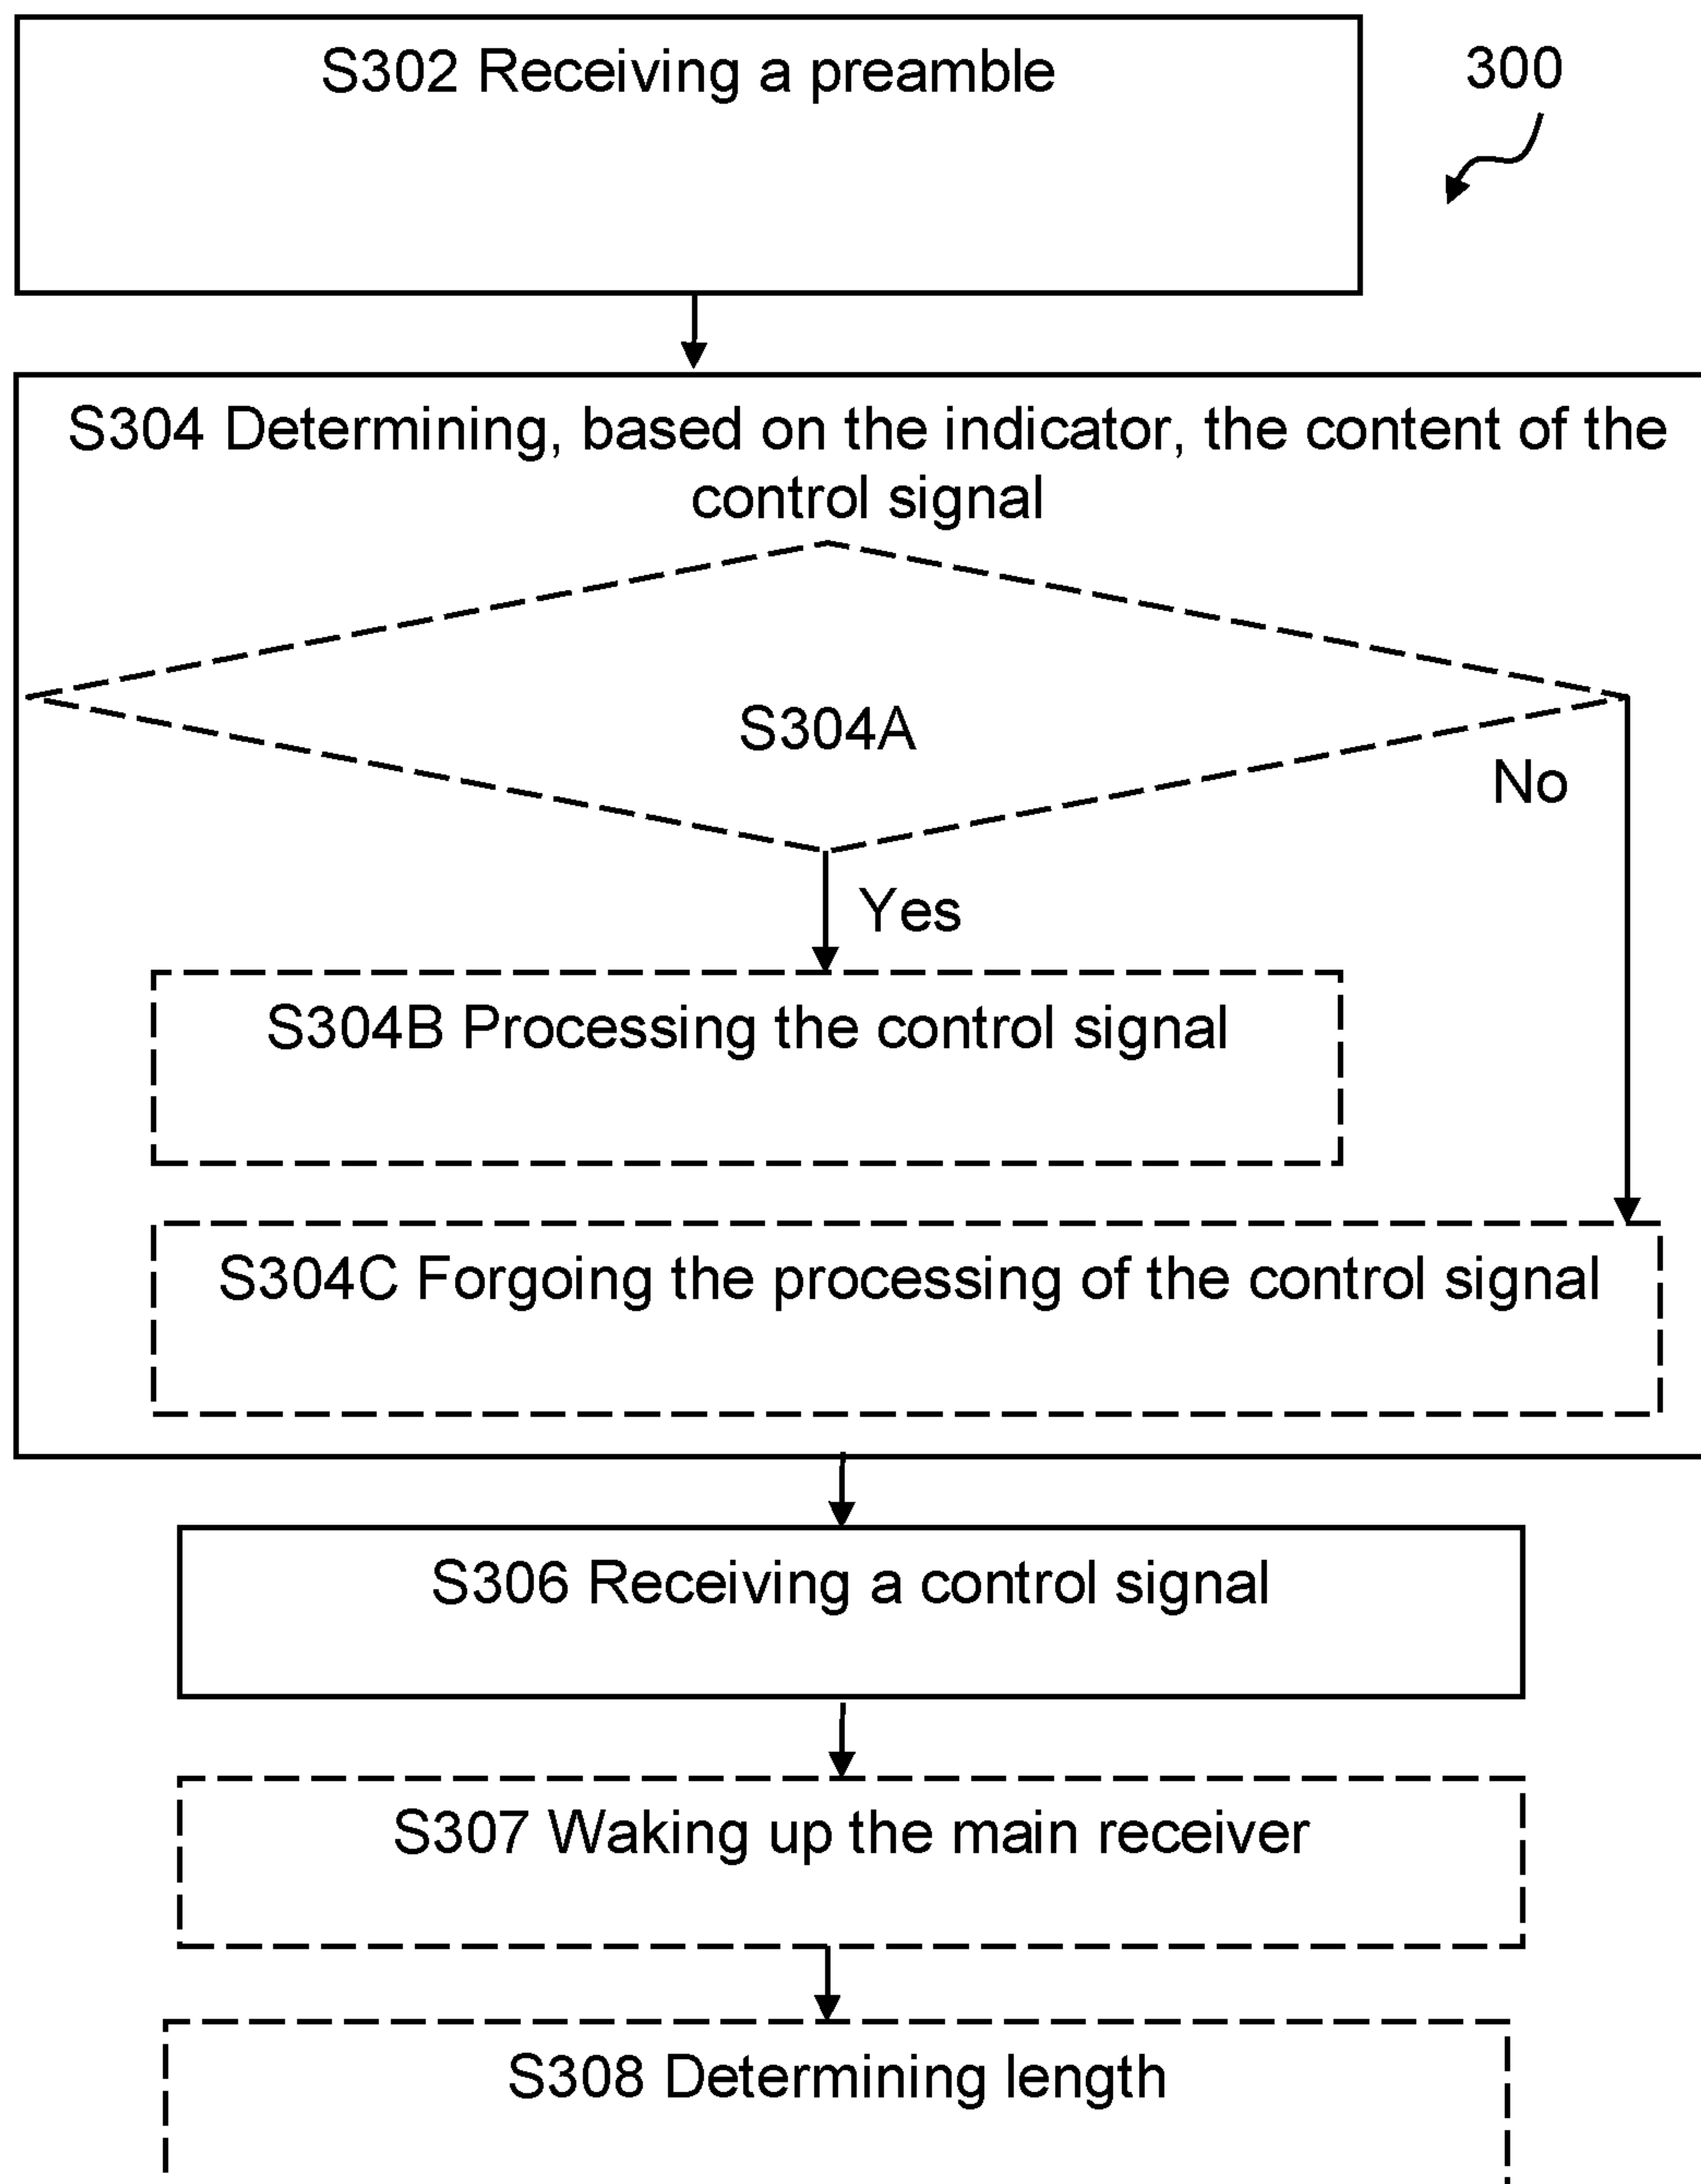 S302 Receiving a preamble
300
S304 Determining, based on the indicator, the content of the
control signal
S304A
No
Yes
S304B Processing the control signal
S304C Forgoing the processing of the control signal
S306 Receiving a control signal
S307 Waking up the main receiver
S308 Determining length